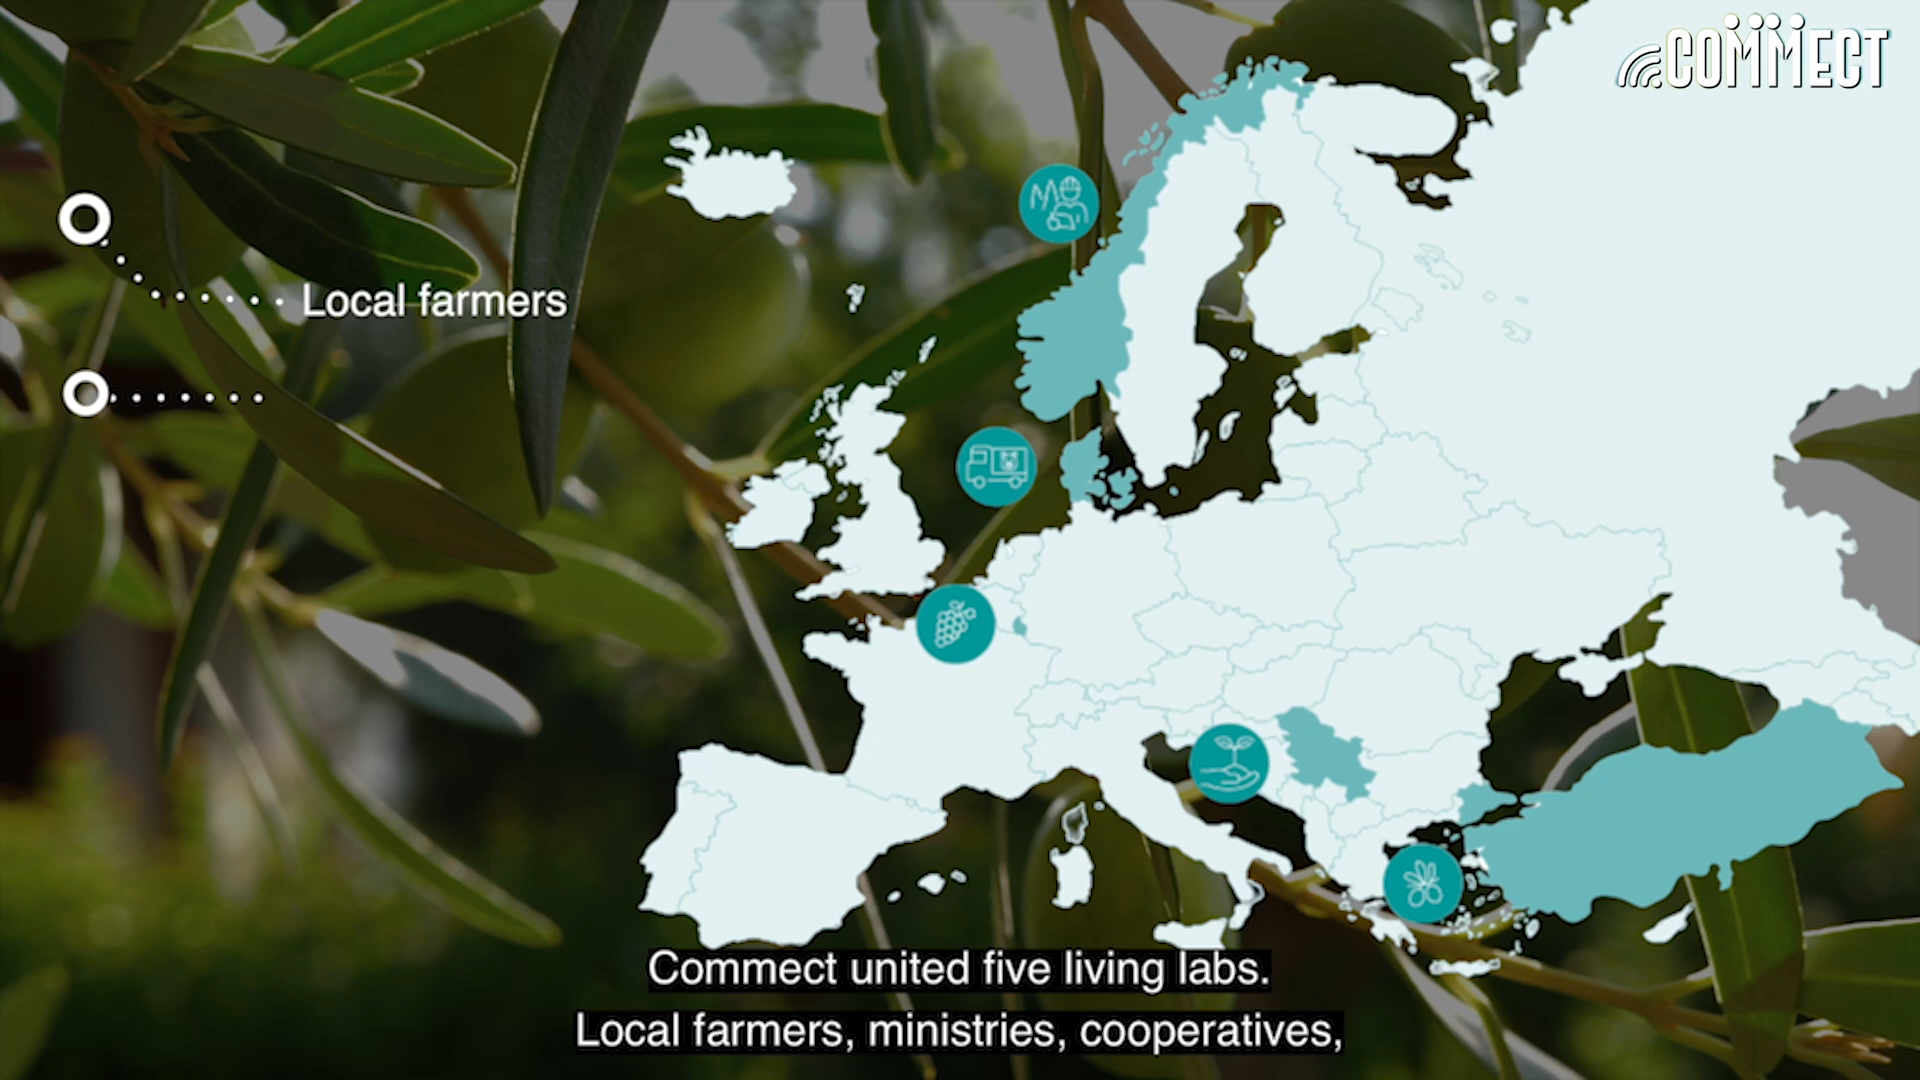 COMMECT
Local farmers
Commect united five living labs.
Local farmers, ministries, cooperatives,